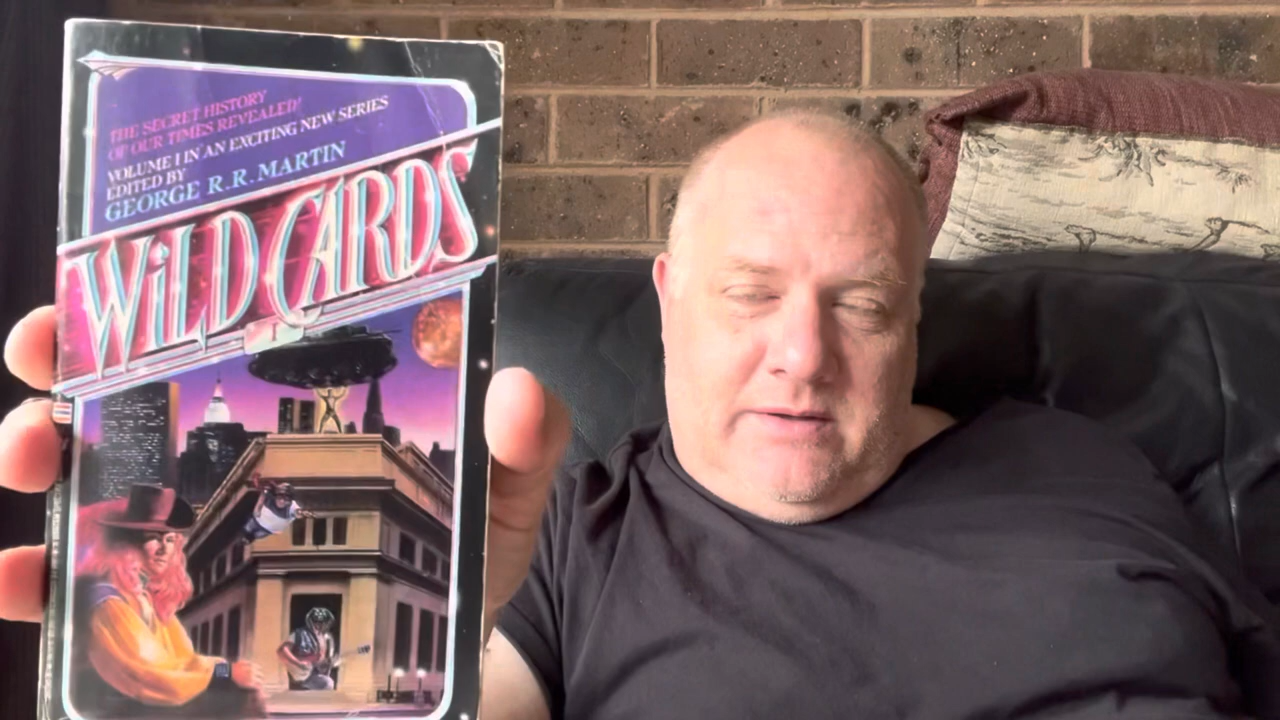 THE SECRET HISTORY
OF OUR TIMES REVEALED!
VOLUME I IN AN EXCITING NEW SERIES
EDITED BY
GEORGE R.R. MARTIN
WILD CARDS
I